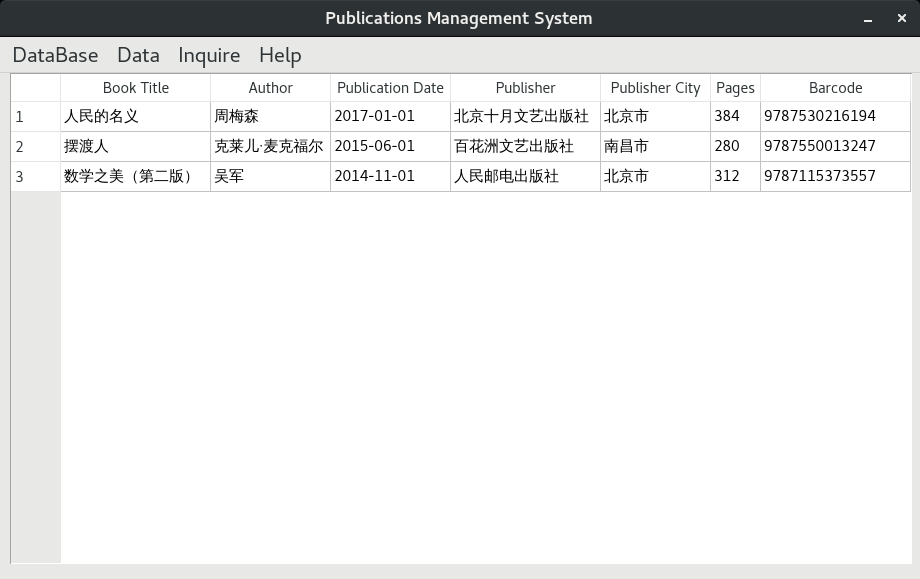 Publications Management System
DataBase Data Inquire Help
Book Title Author Publication Date Publisher Publisher City Pages Barcode
1 人民的名义 周梅森 2017-01-01 北京十月文艺出版社 北京市 384 9787530216194
2 摆渡人 克莱儿·麦克福尔 2015-06-01 百花洲文艺出版社 南昌市 280 9787550013247
3 数学之美（第二版） 吴军 2014-11-01 人民邮电出版社 北京市 312 9787115373557